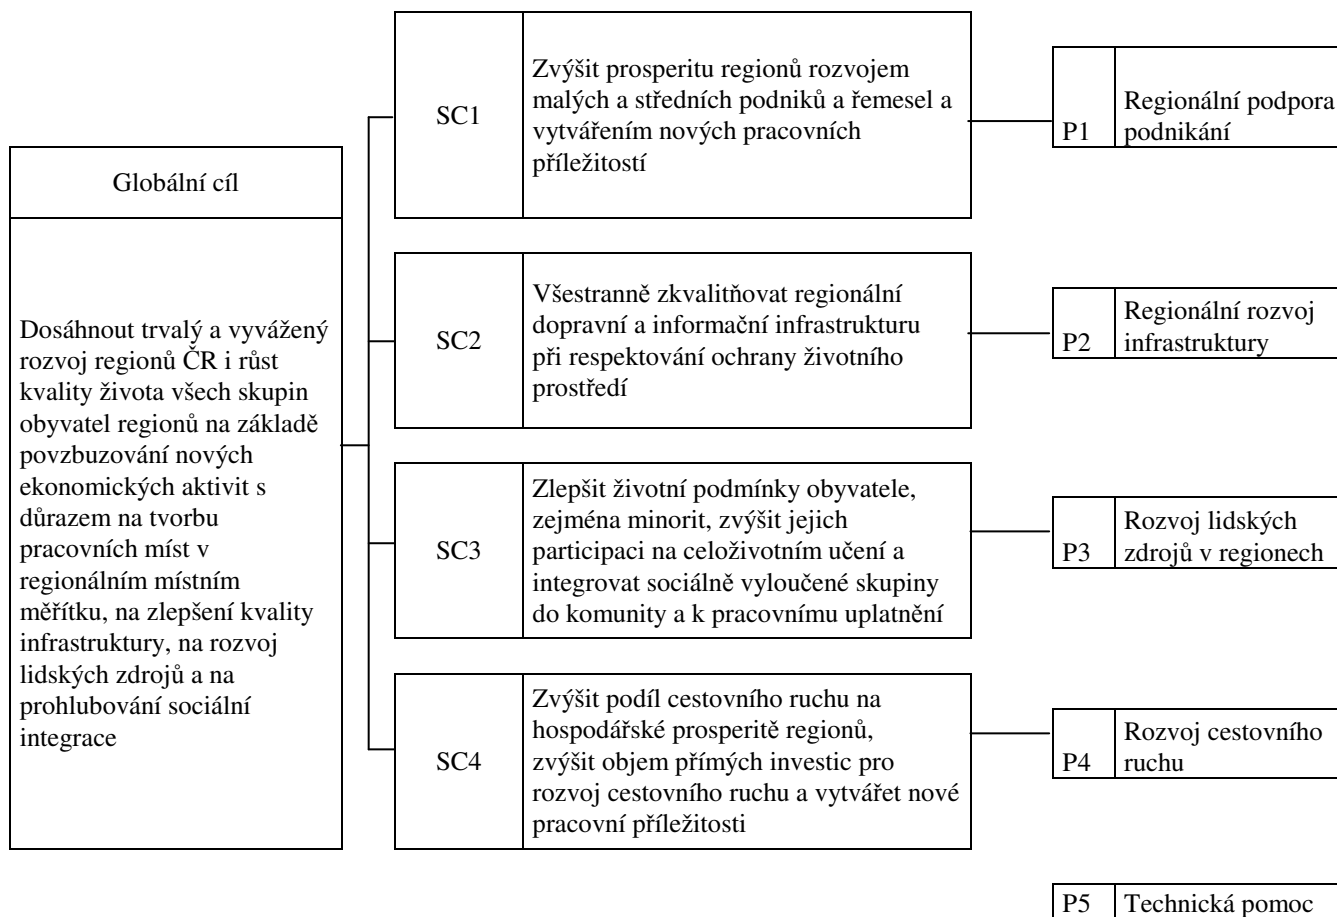 Globální cíl
Dosáhnout trvalý a vyvážený
rozvoj regionů ČR i růst
kvality života všech skupin
obyvatel regionů na základě
povzbuzování nových
ekonomických aktivit s
důrazem na tvorbu
pracovních míst v
regionálním místním
měřítku, na zlepšení kvality
infrastruktury, na rozvoj
lidských zdrojů a na
prohlubování sociální
integrace
SC1
Zvýšit prosperitu regionů rozvojem
malých a středních podniků a řemesel a
vytvářením nových pracovních
příležitostí
P1
Regionální podpora
podnikání
SC2
Všestranně zkvalitňovat regionální
dopravní a informační infrastrukturu
při respektování ochrany životního
prostředí
P2
Regionální rozvoj
infrastruktury
SC3
Zlepšit životní podmínky obyvatele,
zejména minorit, zvýšit jejich
participaci na celoživotním učení a
integrovat sociálně vyloučené skupiny
do komunity a k pracovnímu uplatnění
P3
Rozvoj lidských
zdrojů v regionech
SC4
Zvýšit podíl cestovního ruchu na
hospodářské prosperitě regionů,
zvýšit objem přímých investic pro
rozvoj cestovního ruchu a vytvářet nové
pracovní příležitosti
P4
Rozvoj cestovního
ruchu
P5
Technická pomoc